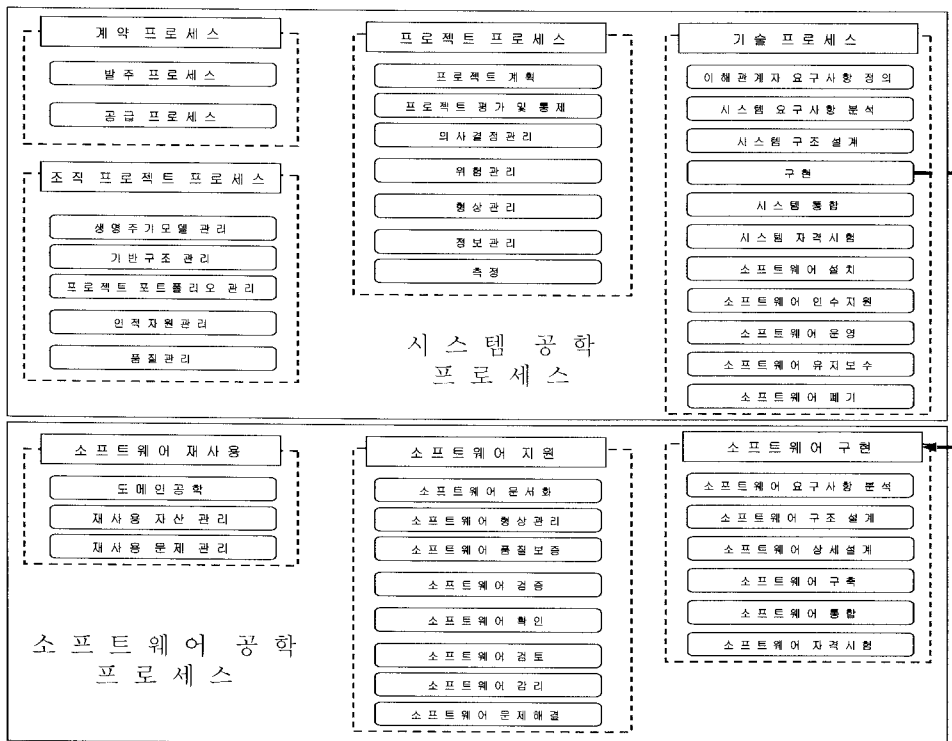 계약 프로세스
발주 프로세스
공급 프로세스
조직 프로젝트 프로세스
생명주기모델 관리
기반구조 관리
프로젝트 포트폴리오 관리
인적자원관리
품질관리
프로젝트 프로세스
프로젝트 계획
프로젝트 평가 및 통제
의사결정관리
위험관리
형상관리
정보관리
측정
시스템 공학
프로세스
기술 프로세스
이해관계자 요구사항 정의
시스템 요구사항 분석
시스템 구조 설계
구현
시스템 통합
시스템 자격시험
소프트웨어 설치
소프트웨어 인수지원
소프트웨어 운영
소프트웨어 유지보수
소프트웨어 폐기
소프트웨어 재사용
도메인공학
재사용 자산 관리
재사용 문제 관리
소프트웨어 공학
프로세스
소프트웨어 지원
소프트웨어 문서화
소프트웨어 형상관리
소프트웨어 품질보증
소프트웨어 검증
소프트웨어 확인
소프트웨어 검토
소프트웨어 감리
소프트웨어 문제해결
소프트웨어 구현
소프트웨어 요구사항 분석
소프트웨어 구조 설계
소프트웨어 상세설계
소프트웨어 구축
소프트웨어 통합
소프트웨어 자격시험